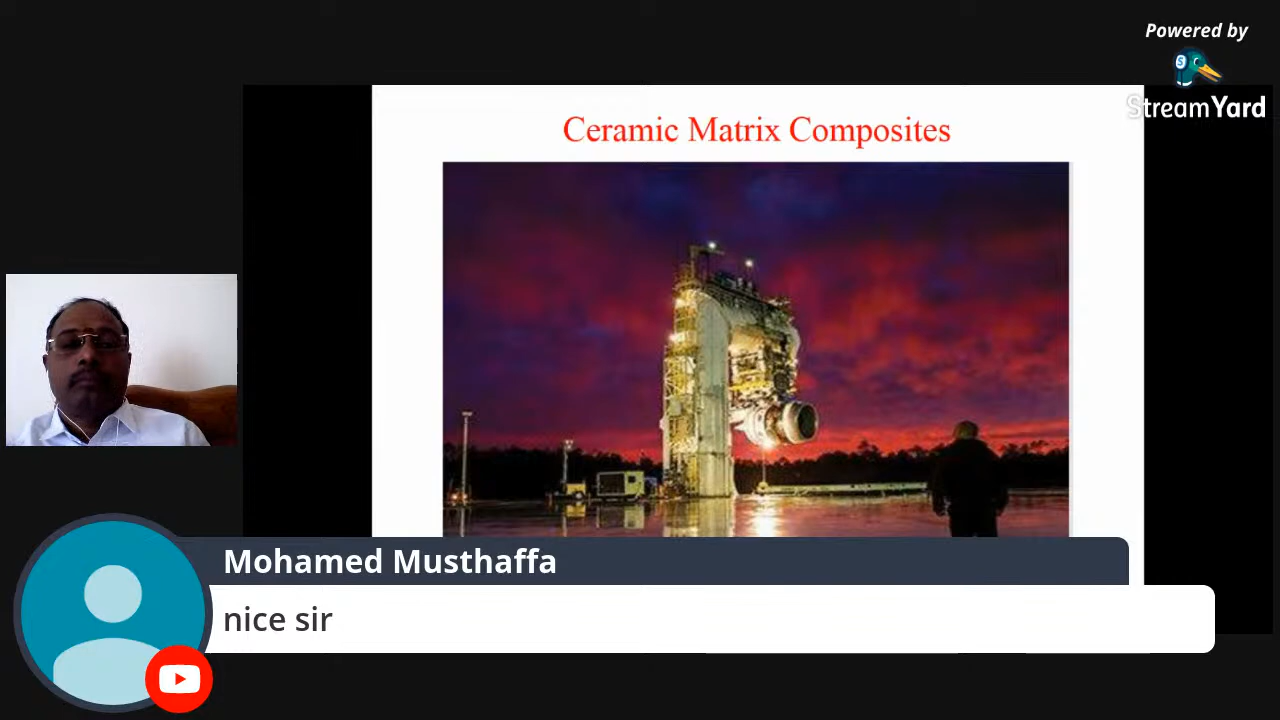 Powered by
StreamYard
Ceramic Matrix Composites
Mohamed Musthaffa
nice sir